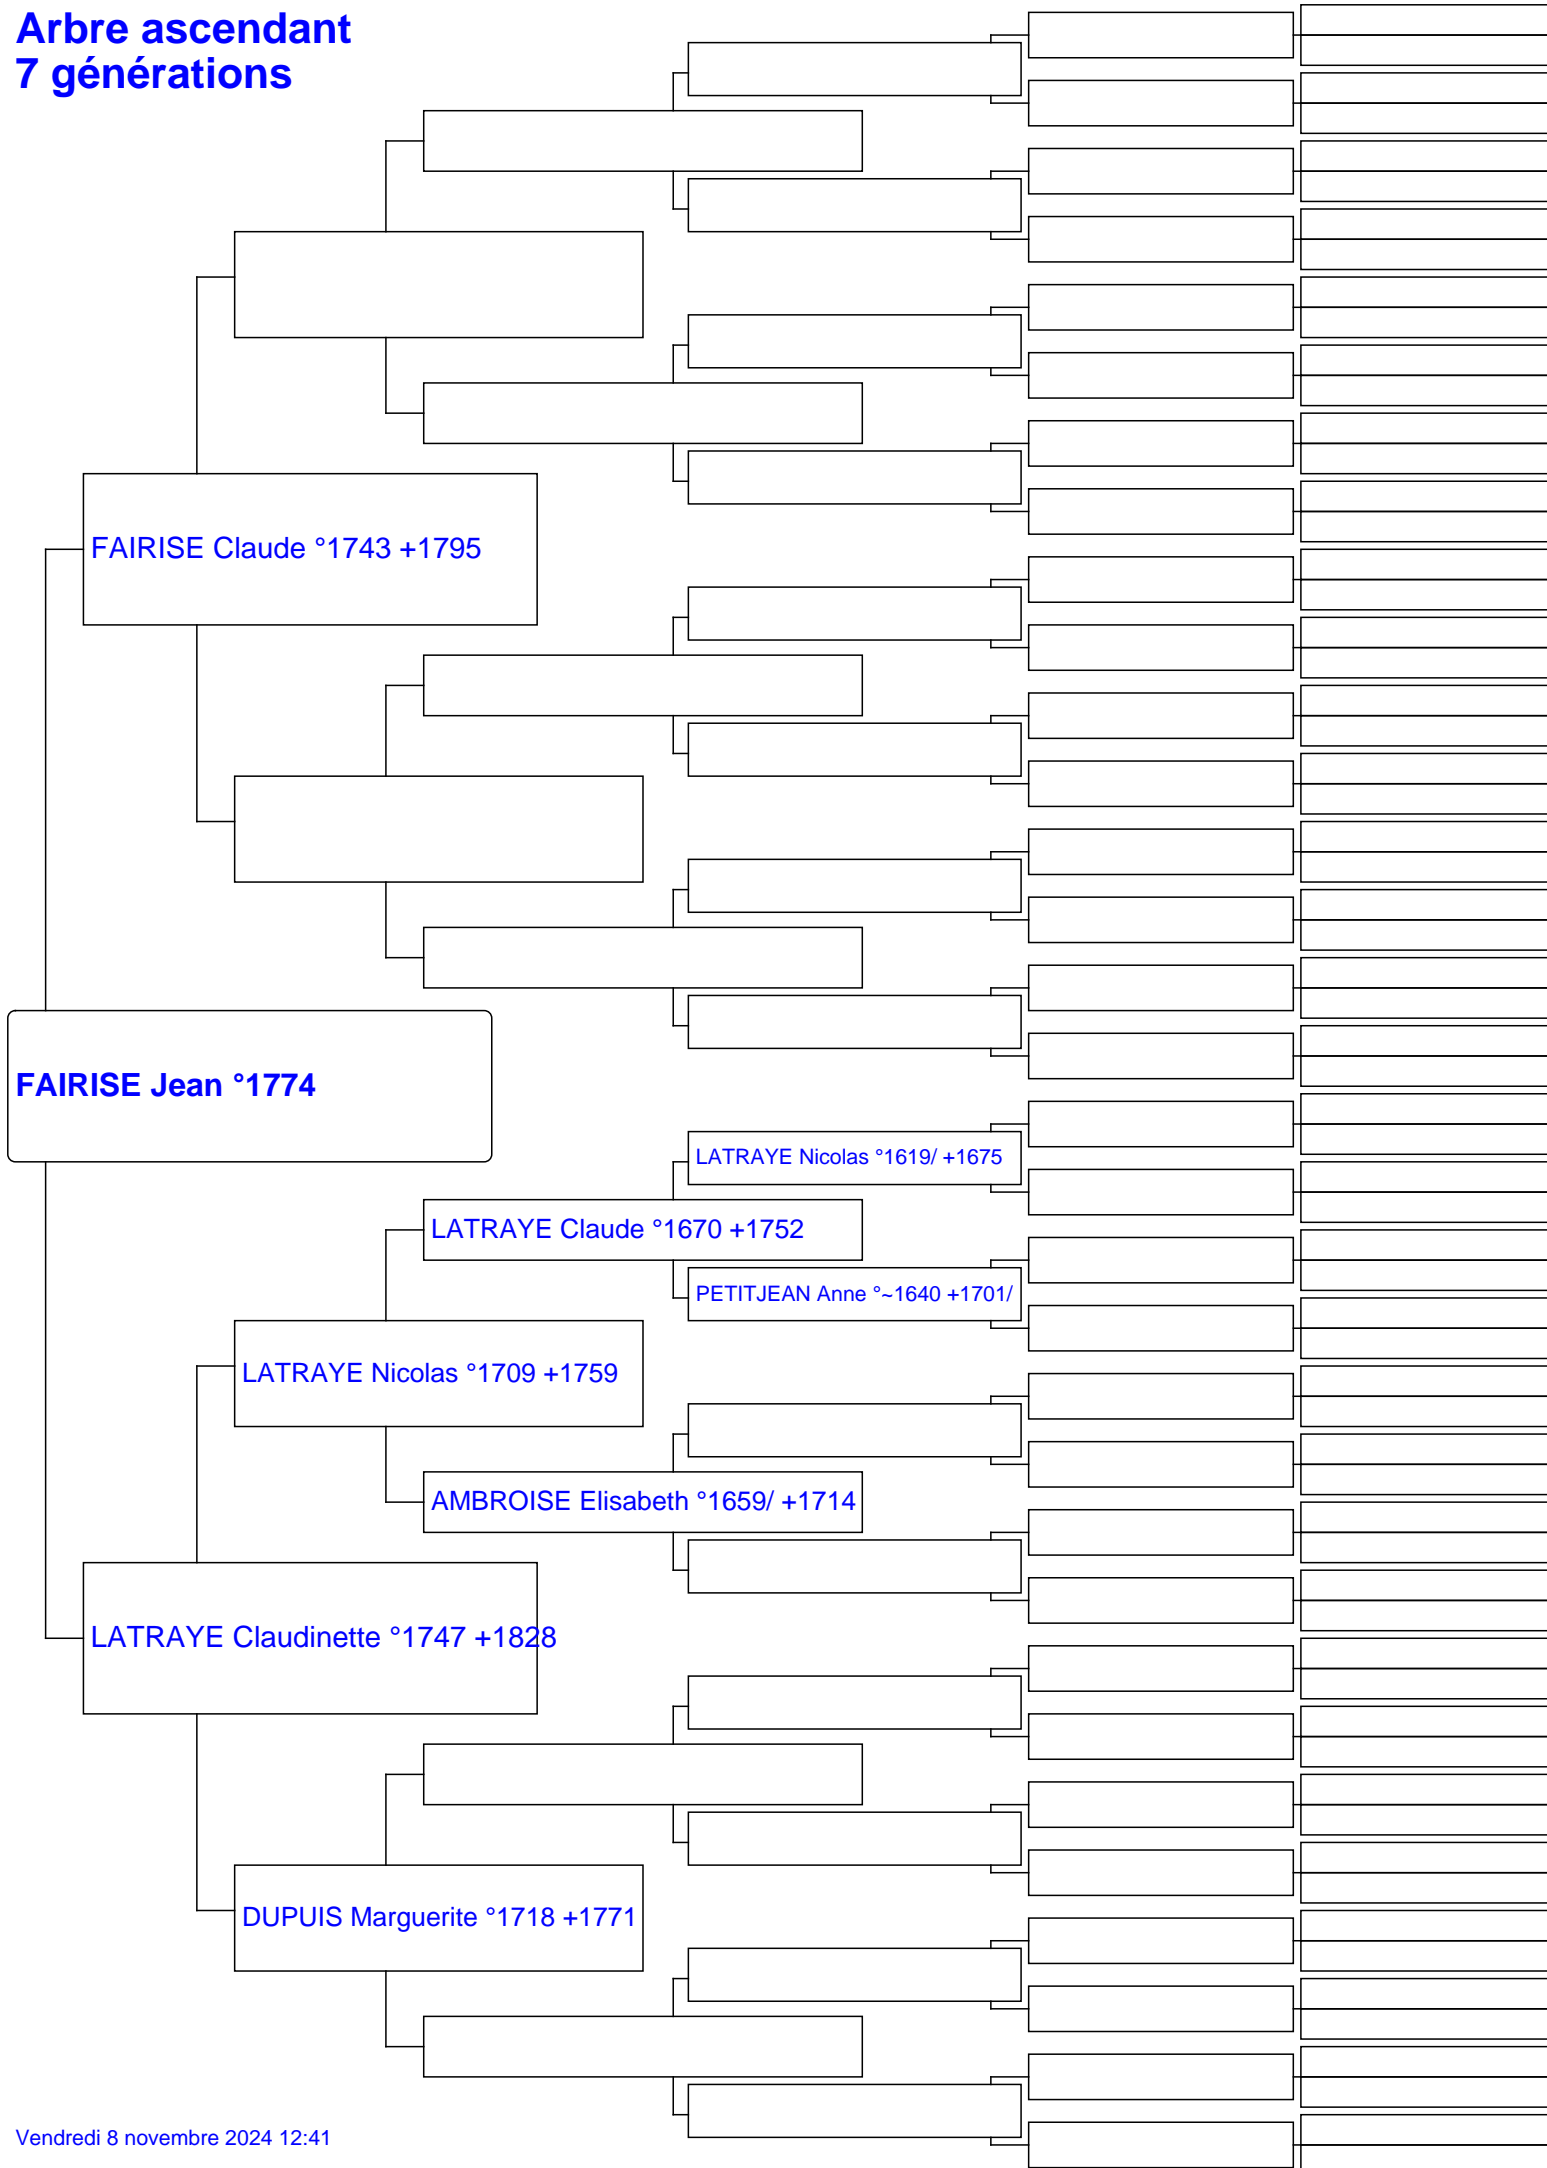 Arbre ascendant
7 générations
FAIRISE Claude °1743 +1795
FAIRISE Jean °1774
LATRAYE Nicolas °1619/ +1675
LATRAYE Claude °1670 +1752
PETITJEAN Anne °~1640 +1701/
LATRAYE Nicolas °1709 +1759
AMBROISE Elisabeth °1659/ +1714
LATRAYE Claudinette °1747 +1828
DUPUIS Marguerite °1718 +1771
Vendredi 8 novembre 2024 12:41